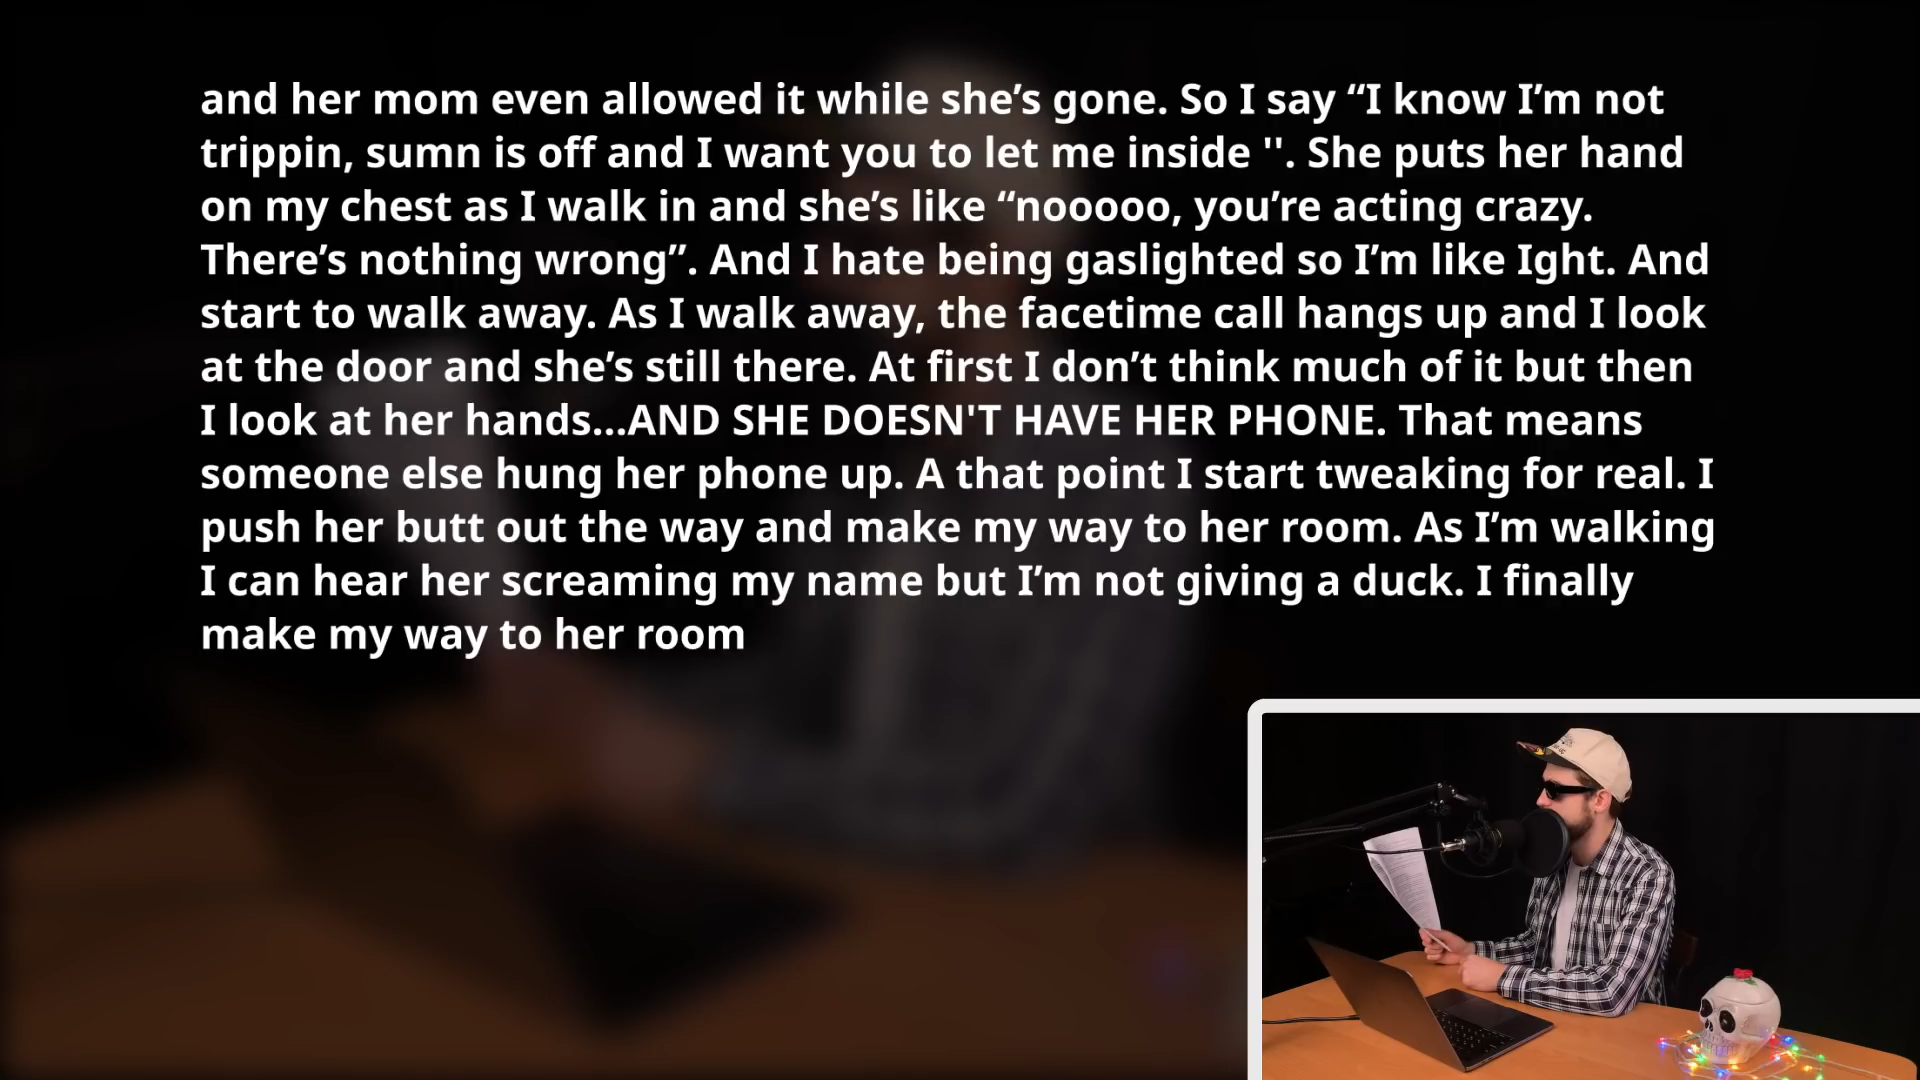 and her mom even allowed it while she’s gone. So I say “I know I’m not
trippin, sumn is off and I want you to let me inside ''. She puts her hand
on my chest as I walk in and she’s like “nooooo, you’re acting crazy.
There’s nothing wrong”. And I hate being gaslighted so I’m like Ight. And
start to walk away. As I walk away, the facetime call hangs up and I look
at the door and she’s still there. At first I don’t think much of it but then
I look at her hands...AND SHE DOESN'T HAVE HER PHONE. That means
someone else hung her phone up. A that point I start tweaking for real. I
push her butt out the way and make my way to her room. As I’m walking
I can hear her screaming my name but I’m not giving a duck. I finally
make my way to her room